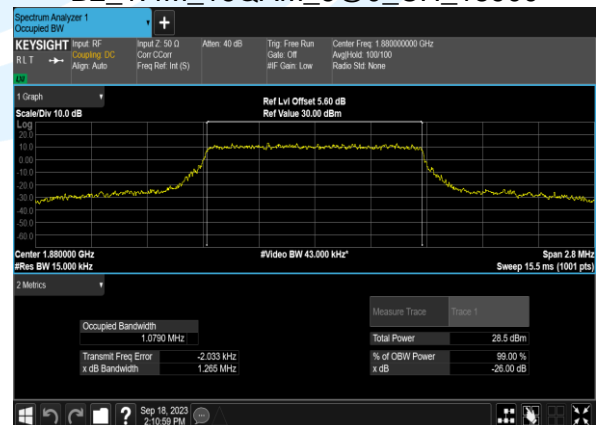 Spectrum Analyzer 1
Occupied BW
KEYSIGHT
RLT
Input: RF
Coupling: DC
Align: Auto
Input Z: 50 Ω
Corr CCorr
Freq Ref: Int (S)
Atten: 40 dB
Trig: Free Run
Gate: Off
#IF Gain: Low
Center Freq: 1.880000000 GHz
Avg|Hold: 100/100
Radio Std: None
1 Graph
Scale/Div 10.0 dB
Ref Lvl Offset 5.60 dB
Ref Value 30.00 dBm
Log
20.0
10.0
0.00
-10.0
-20.0
-30.0
-40.0
-50.0
-60.0
Center 1.880000 GHz
#Res BW 15.000 kHz
#Video BW 43.000 kHz*
Span 2.8 MHz
Sweep 15.5 ms (1001 pts)
2 Metrics
Measure Trace
Trace 1
Occupied Bandwidth
1.0790 MHz
Total Power
28.5 dBm
Transmit Freq Error
-2.033 kHz
% of OBW Power
99.00 %
x dB Bandwidth
1.265 MHz
x dB
-26.00 dB
Sep 18, 2023
2:10:59 PM